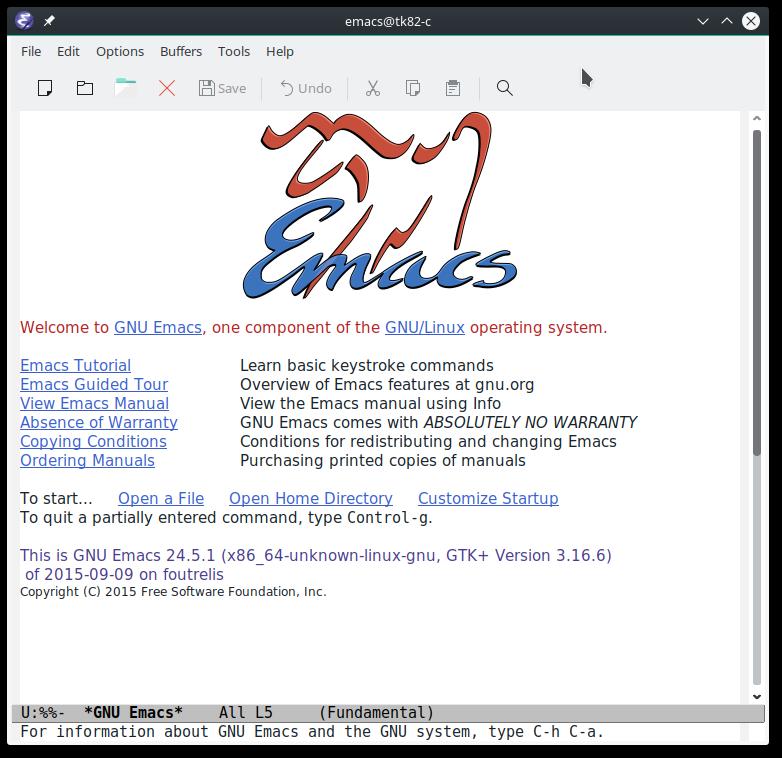 emacs@tk82-c
File Edit Options Buffers Tools Help
Save Undo
Emacs
Welcome to GNU Emacs, one component of the GNU/Linux operating system.
Emacs Tutorial Learn basic keystroke commands
Emacs Guided Tour Overview of Emacs features at gnu.org
View Emacs Manual View the Emacs manual using Info
Absence of Warranty GNU Emacs comes with ABSOLUTELY NO WARRANTY
Copying Conditions Conditions for redistributing and changing Emacs
Ordering Manuals Purchasing printed copies of manuals
To start... Open a File Open Home Directory Customize Startup
To quit a partially entered command, type Control-g.
This is GNU Emacs 24.5.1 (x86_64-unknown-linux-gnu, GTK+ Version 3.16.6)
of 2015-09-09 on foutrelis
Copyright (C) 2015 Free Software Foundation, Inc.
U:%%- *GNU Emacs* All L5 (Fundamental)
For information about GNU Emacs and the GNU system, type C-h C-a.